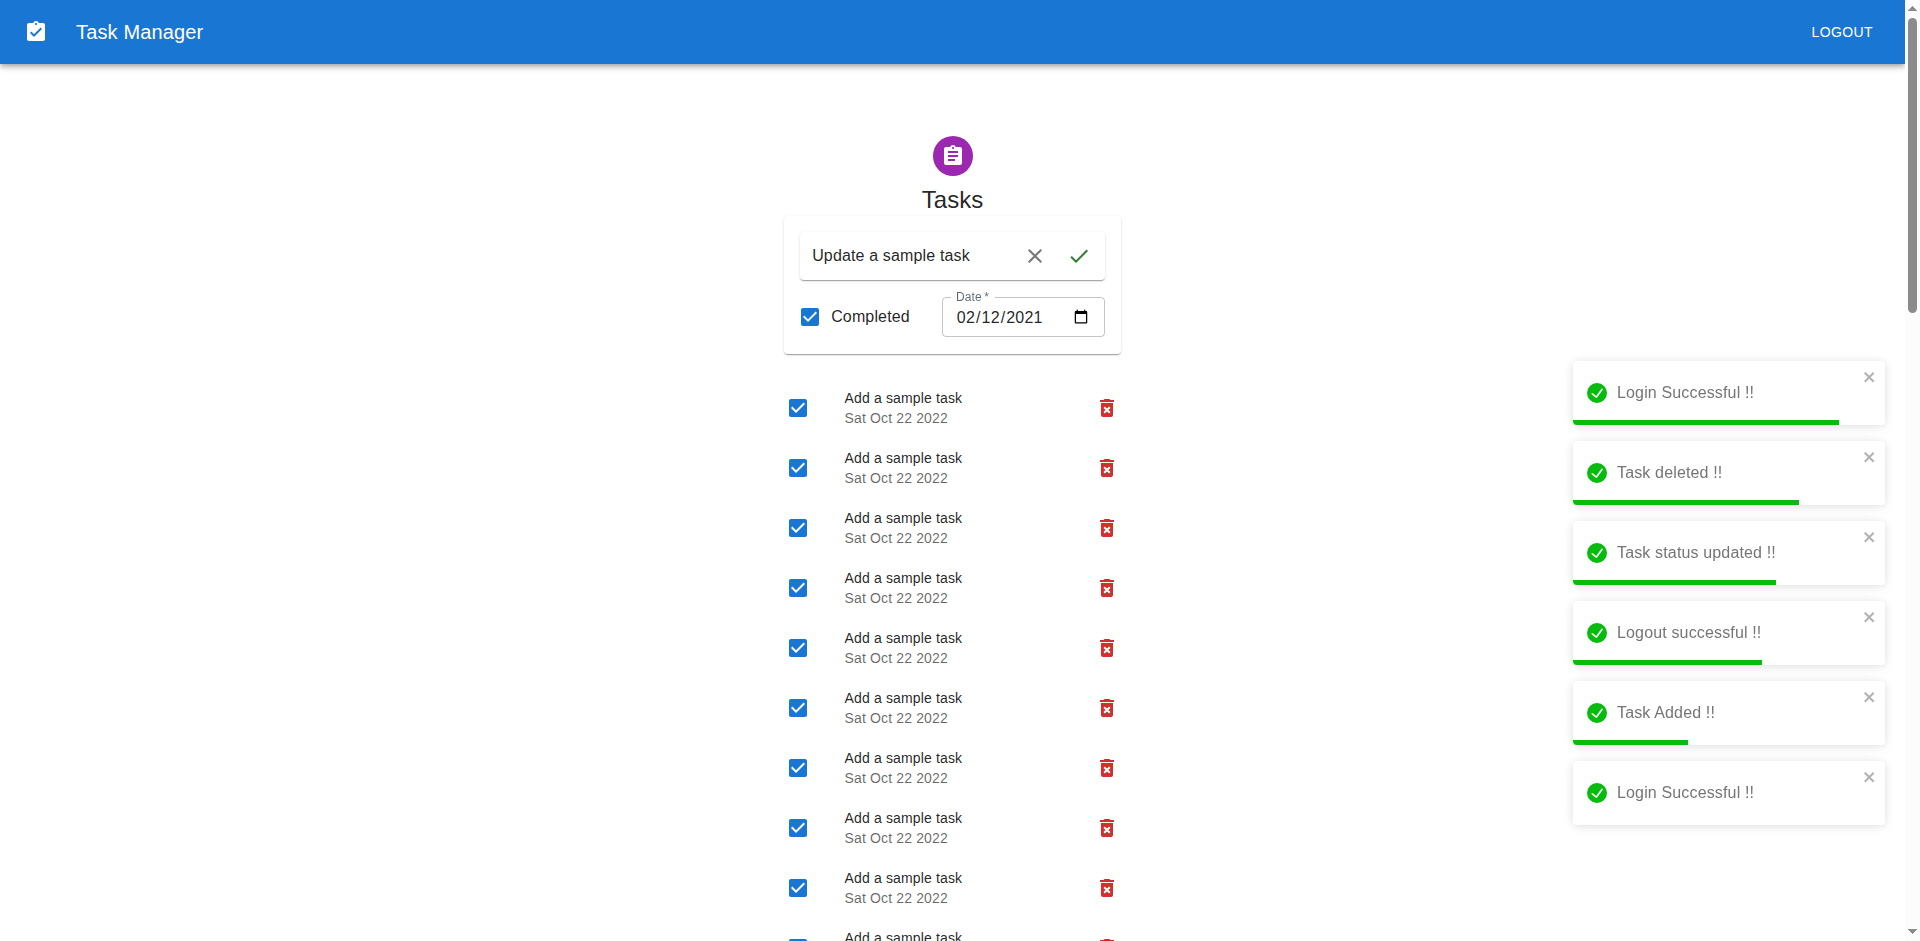 Task Manager
LOGOUT
Tasks
Update a sample task
Completed
Date *
02/12/2021
Add a sample task
Sat Oct 22 2022
Add a sample task
Sat Oct 22 2022
Add a sample task
Sat Oct 22 2022
Add a sample task
Sat Oct 22 2022
Add a sample task
Sat Oct 22 2022
Add a sample task
Sat Oct 22 2022
Add a sample task
Sat Oct 22 2022
Add a sample task
Sat Oct 22 2022
Add a sample task
Sat Oct 22 2022
Add a sample task
Login Successful !!
Task deleted !!
Task status updated !!
Logout successful !!
Task Added !!
Login Successful !!